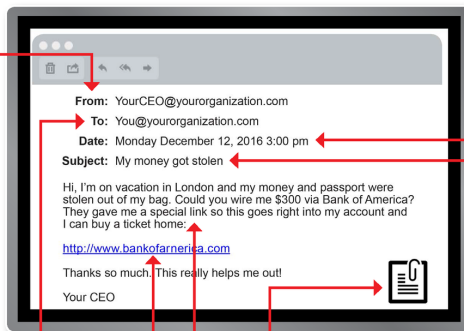 From: YourCEO@yourorganization.com
To: You@yourorganization.com
Date: Monday December 12, 2016 3:00 pm
Subject: My money got stolen
Hi, I'm on vacation in London and my money and passport were
stolen out of my bag. Could you wire me $300 via Bank of America?
They gave me a special link so this goes right into my account and
I can buy a ticket home:
http://www.bankofarnerica.com
Thanks so much. This really helps me out!
Your CEO